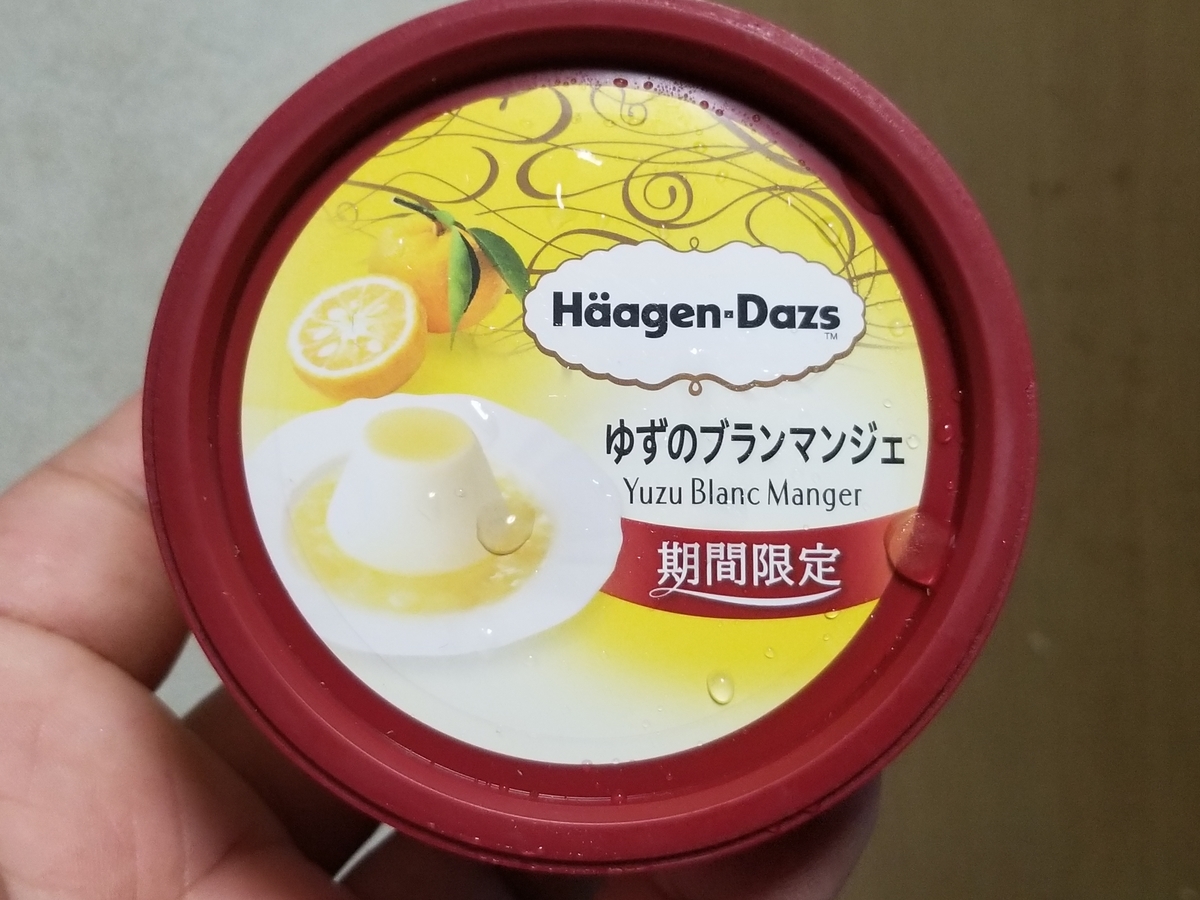 Häagen-Dazs
TM
ゆずのブランマンジェ
Yuzu Blanc Manger
期間限定